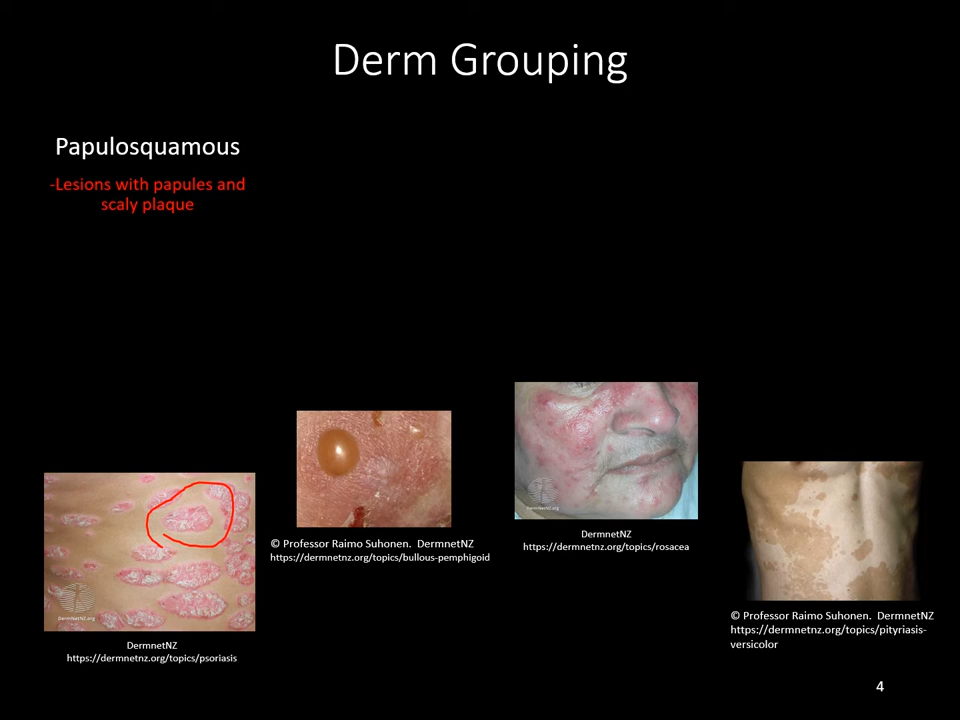 Derm Grouping
Papulosquamous
-Lesions with papules and
scaly plaque
© Professor Raimo Suhonen.  DermnetNZ
https://dermnetnz.org/topics/bullous-pemphigoid
DermnetNZ
https://dermnetnz.org/topics/rosacea
© Professor Raimo Suhonen.  DermnetNZ
https://dermnetnz.org/topics/pityriasis-
versicolor
DermNetNZ.org
DermnetNZ
https://dermnetnz.org/topics/psoriasis
4